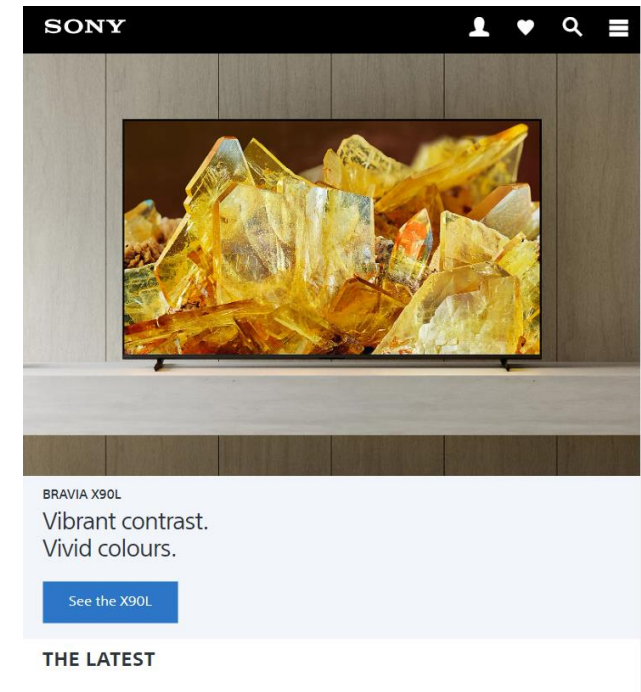 SONY
BRAVIA X90L
Vibrant contrast.
Vivid colours.
See the X90L
THE LATEST